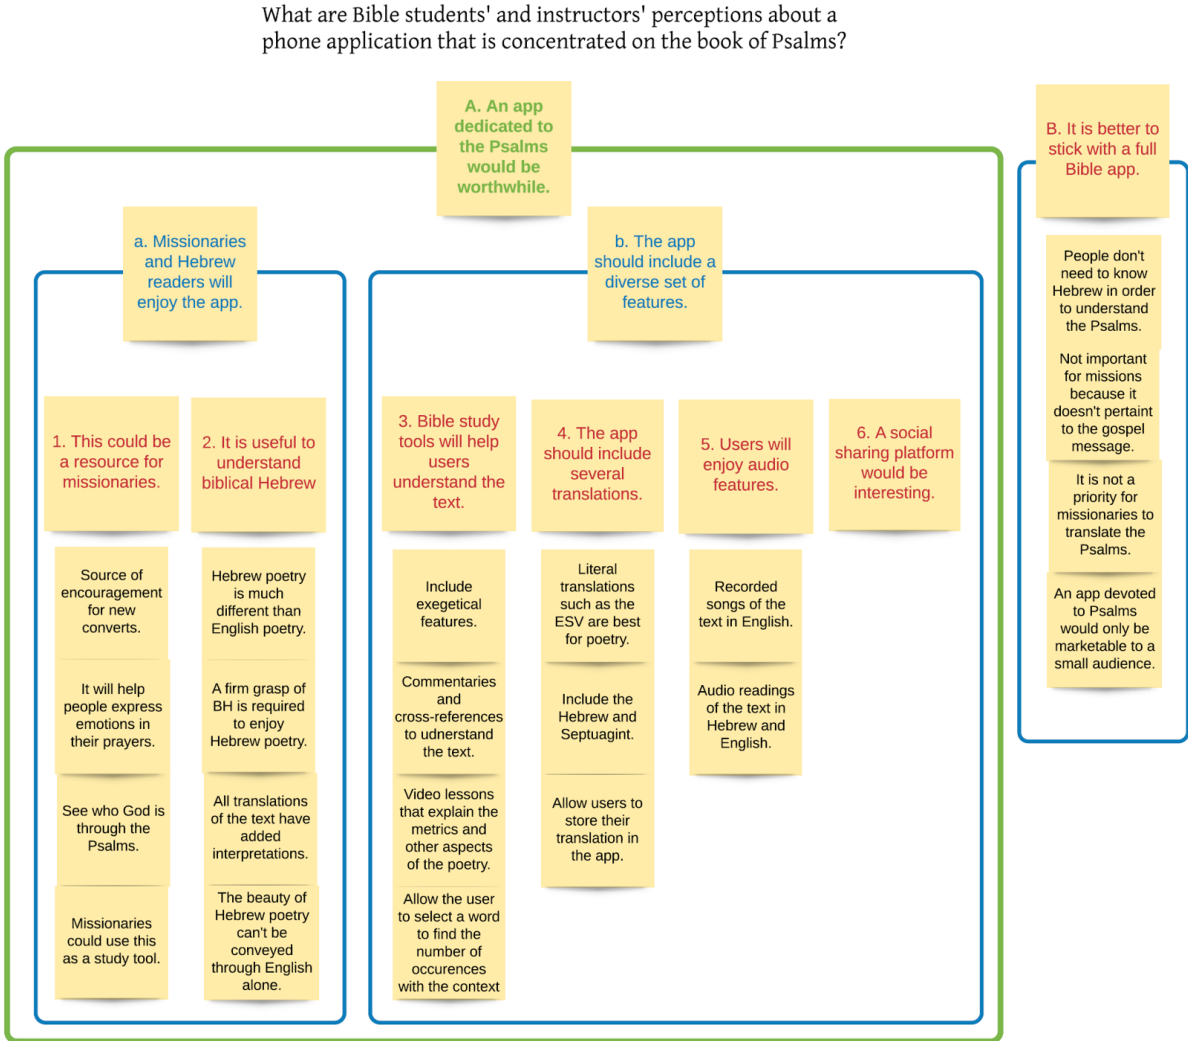 What are Bible students' and instructors' perceptions about a
phone application that is concentrated on the book of Psalms?
A. An app
dedicated to
the Psalms
would be
worthwhile.
B. It is better to
stick with a full
Bible app.
a. Missionaries
and Hebrew
readers will
enjoy the app.
b. The app
should include a
diverse set of
features.
1. This could be
a resource for
missionaries.
2. It is useful to
understand
biblical Hebrew
3. Bible study
tools will help
users
understand the
text.
4. The app
should include
several
translations.
5. Users will
enjoy audio
features.
6. A social
sharing platform
would be
interesting.
Source of
encouragement
for new
converts.
It will help
people express
emotions in
their prayers.
See who God is
through the
Psalms.
Missionaries
could use this
as a study tool.
Hebrew poetry
is much
different than
English poetry.
A firm grasp of
BH is required
to enjoy
Hebrew poetry.
All translations
of the text have
added
interpretations.
The beauty of
Hebrew poetry
can't be
conveyed
through English
alone.
Include
exegetical
features.
Commentaries
and
cross-references
to udnerstand
the text.
Video lessons
that explain the
metrics and
other aspects
of the poetry.
Allow the user
to select a word
to find the
number of
occurences
with the context
Literal
translations
such as the
ESV are best
for poetry.
Include the
Hebrew and
Septuagint.
Allow users to
store their
translation in
the app.
Recorded
songs of the
text in English.
Audio readings
of the text in
Hebrew and
English.
People don't
need to know
Hebrew in order
to understand
the Psalms.
Not important
for missions
because it
doesn't pertaint
to the gospel
message.
It is not a
priority for
missionaries to
translate the
Psalms.
An app devoted
to Psalms
would only be
marketable to a
small audience.